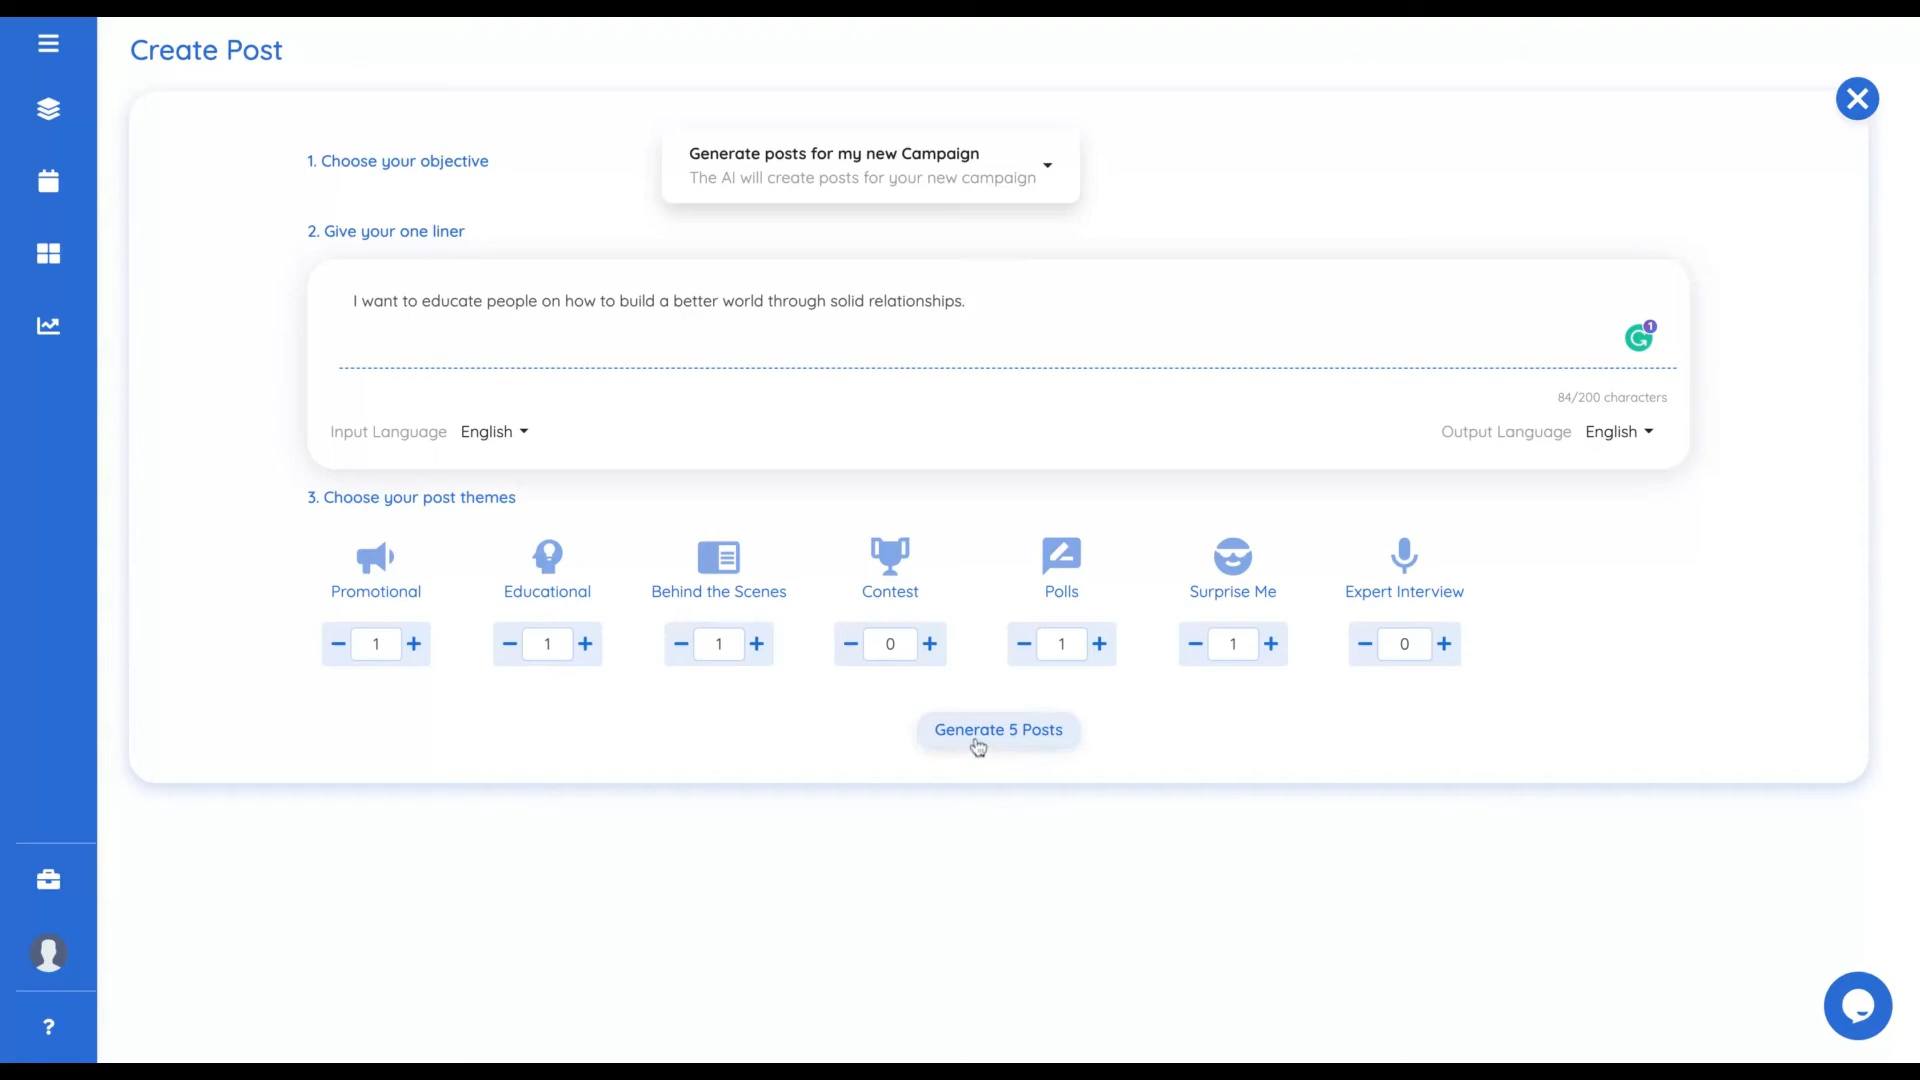 Create Post
1. Choose your objective
Generate posts for my new Campaign
The AI will create posts for your new campaign
2. Give your one liner
I want to educate people on how to build a better world through solid relationships.
1
84/200 characters
Input Language English
Output Language English
3. Choose your post themes
Promotional Educational Behind the Scenes Contest Polls Surprise Me Expert Interview
− 1 + − 1 + − 1 + − 0 + − 1 + − 1 + − 0 +
Generate 5 Posts
?